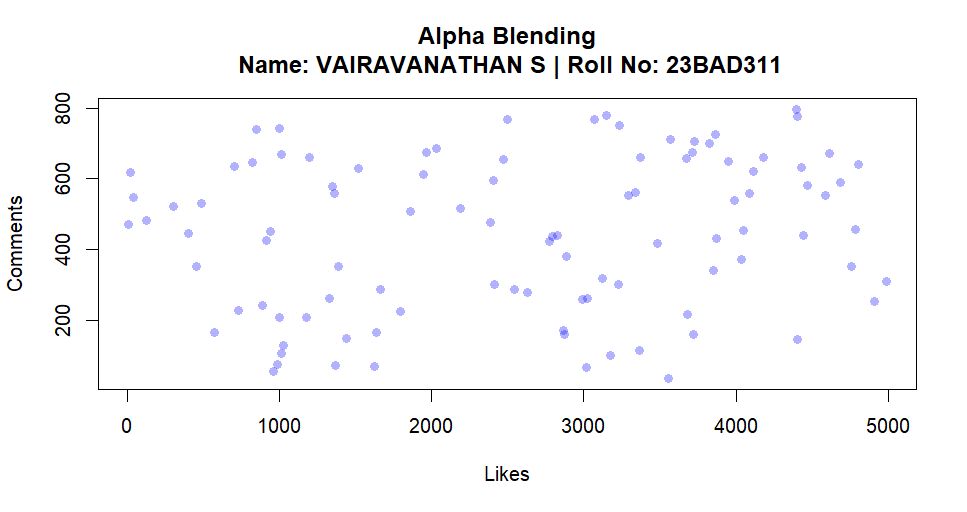 Alpha Blending
Name: VAIRAVANATHAN S | Roll No: 23BAD311
800
600
400
200
Comments
0 1000 2000 3000 4000 5000
Likes